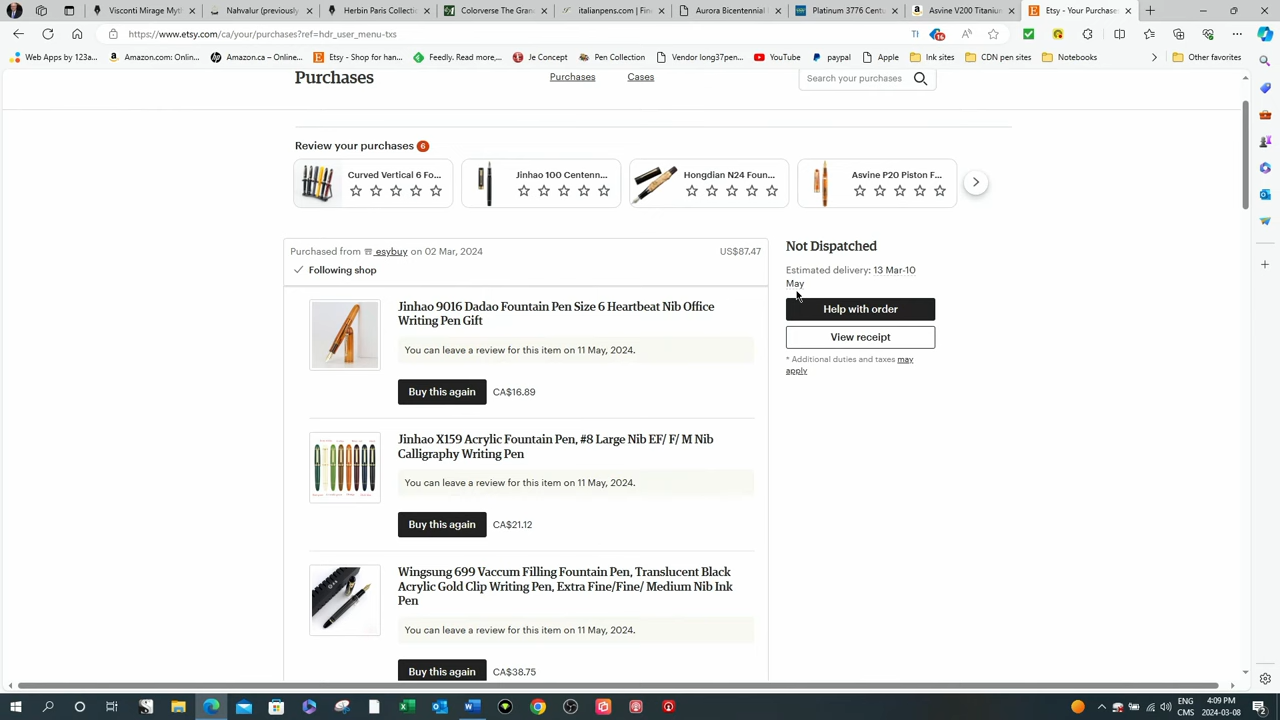 Visconti Mirage Myth
Nahvalur (previously
Herbin Paris Collecti
Colorverse The Gran
italianpens.com | Fin
Aurora Bicentennial
Platinum 3776 Centu
Asvine V200 Titanium
Etsy - Your Purchases
https://www.etsy.com/ca/your/purchases?ref=hdr_user_menu-txs
16
Web Apps by 123a...
Amazon.com: Onlin...
Amazon.ca – Online...
Etsy - Shop for han...
Feedly. Read more,...
Je Concept
Pen Collection
Vendor long37pen...
YouTube
paypal
Apple
Ink sites
CDN pen sites
Notebooks
Other favorites
Purchases
Purchases
Cases
Search your purchases
Review your purchases 6
Curved Vertical 6 Fo...
Jinhao 100 Centenn...
Hongdian N24 Foun...
Asvine P20 Piston F...
Purchased from esybuy on 02 Mar, 2024
US$87.47
Following shop
Not Dispatched
Estimated delivery: 13 Mar-10
May
Help with order
View receipt
* Additional duties and taxes may
apply
Jinhao 9016 Dadao Fountain Pen Size 6 Heartbeat Nib Office
Writing Pen Gift
You can leave a review for this item on 11 May, 2024.
Buy this again CA$16.89
Jinhao X159 Acrylic Fountain Pen, #8 Large Nib EF/ F/ M Nib
Calligraphy Writing Pen
You can leave a review for this item on 11 May, 2024.
Buy this again CA$21.12
Wingsung 699 Vaccum Filling Fountain Pen, Translucent Black
Acrylic Gold Clip Writing Pen, Extra Fine/Fine/ Medium Nib Ink
Pen
You can leave a review for this item on 11 May, 2024.
Buy this again CA$38.75
ENG
CMS
4:09 PM
2024-03-08
2